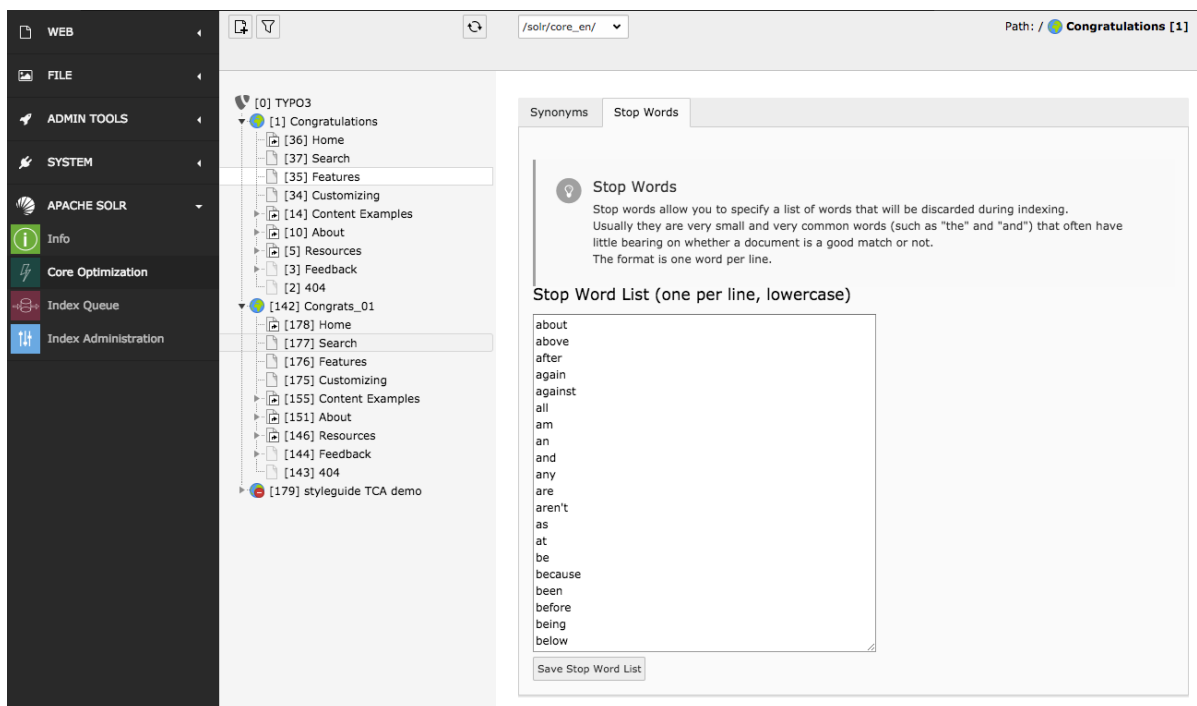 WEB
FILE
ADMIN TOOLS
SYSTEM
APACHE SOLR
Info
Core Optimization
Index Queue
Index Administration
[0] TYPO3
[1] Congratulations
[36] Home
[37] Search
[35] Features
[34] Customizing
[14] Content Examples
[10] About
[5] Resources
[3] Feedback
[2] 404
[142] Congrats_01
[178] Home
[177] Search
[176] Features
[175] Customizing
[155] Content Examples
[151] About
[146] Resources
[144] Feedback
[143] 404
[179] styleguide TCA demo
/solr/core_en/
Path: / Congratulations [1]
Synonyms Stop Words
Stop Words
Stop words allow you to specify a list of words that will be discarded during indexing.
Usually they are very small and very common words (such as "the" and "and") that often have
little bearing on whether a document is a good match or not.
The format is one word per line.
Stop Word List (one per line, lowercase)
about
above
after
again
against
all
am
an
and
any
are
aren't
as
at
be
because
been
before
being
below
Save Stop Word List